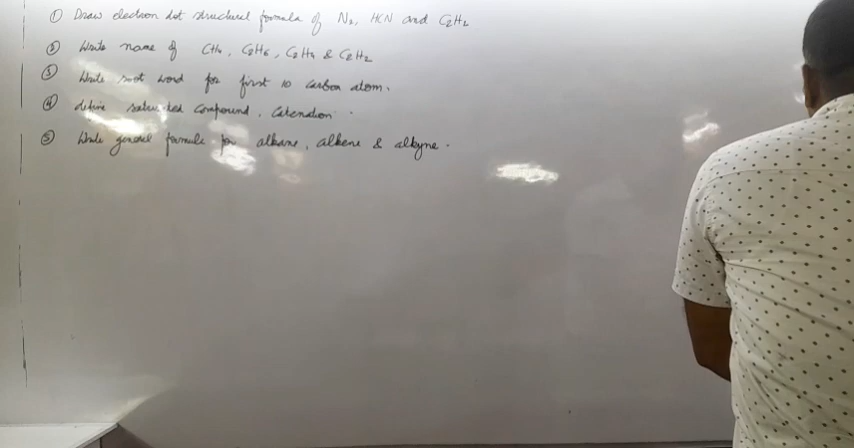 ① Draw electron dot structural formula of N₂, HCN and C₂H₂
② Write name of CH₄, C₂H₆, C₂H₄ & C₂H₂
③ Write root word for first 10 carbon atom.
④ define saturated compound, Catenation.
⑤ Write general formula for alkane, alkene & alkyne.